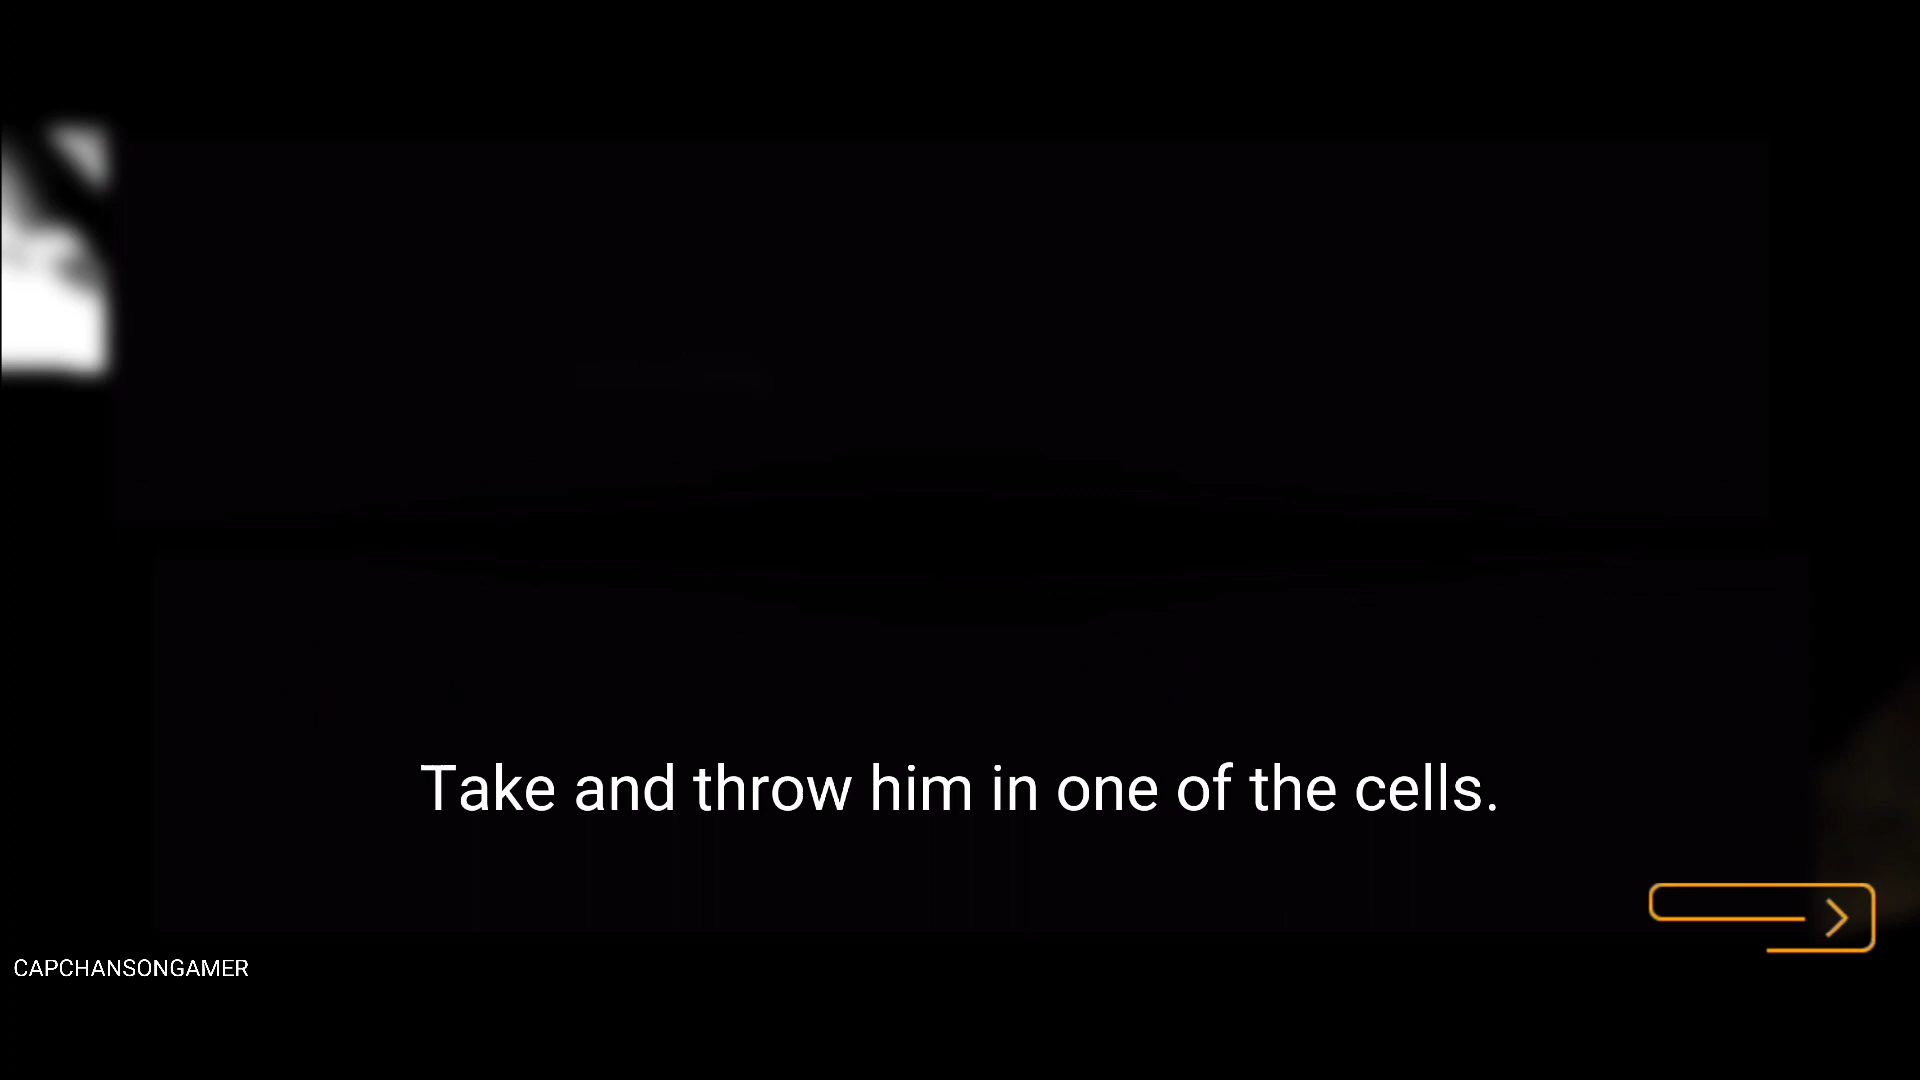 Take and throw him in one of the cells.
CAPCHANSONGAMER